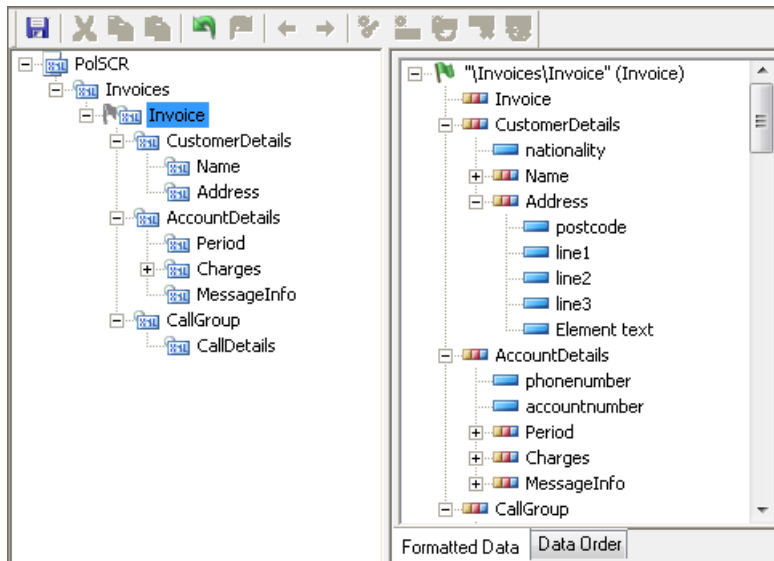 PolSCR
Invoices
Invoice
CustomerDetails
Name
Address
AccountDetails
Period
Charges
MessageInfo
CallGroup
CallDetails
"\Invoices\Invoice" (Invoice)
Invoice
CustomerDetails
nationality
Name
Address
postcode
line1
line2
line3
Element text
AccountDetails
phonenumber
accountnumber
Period
Charges
MessageInfo
CallGroup
Formatted Data
Data Order